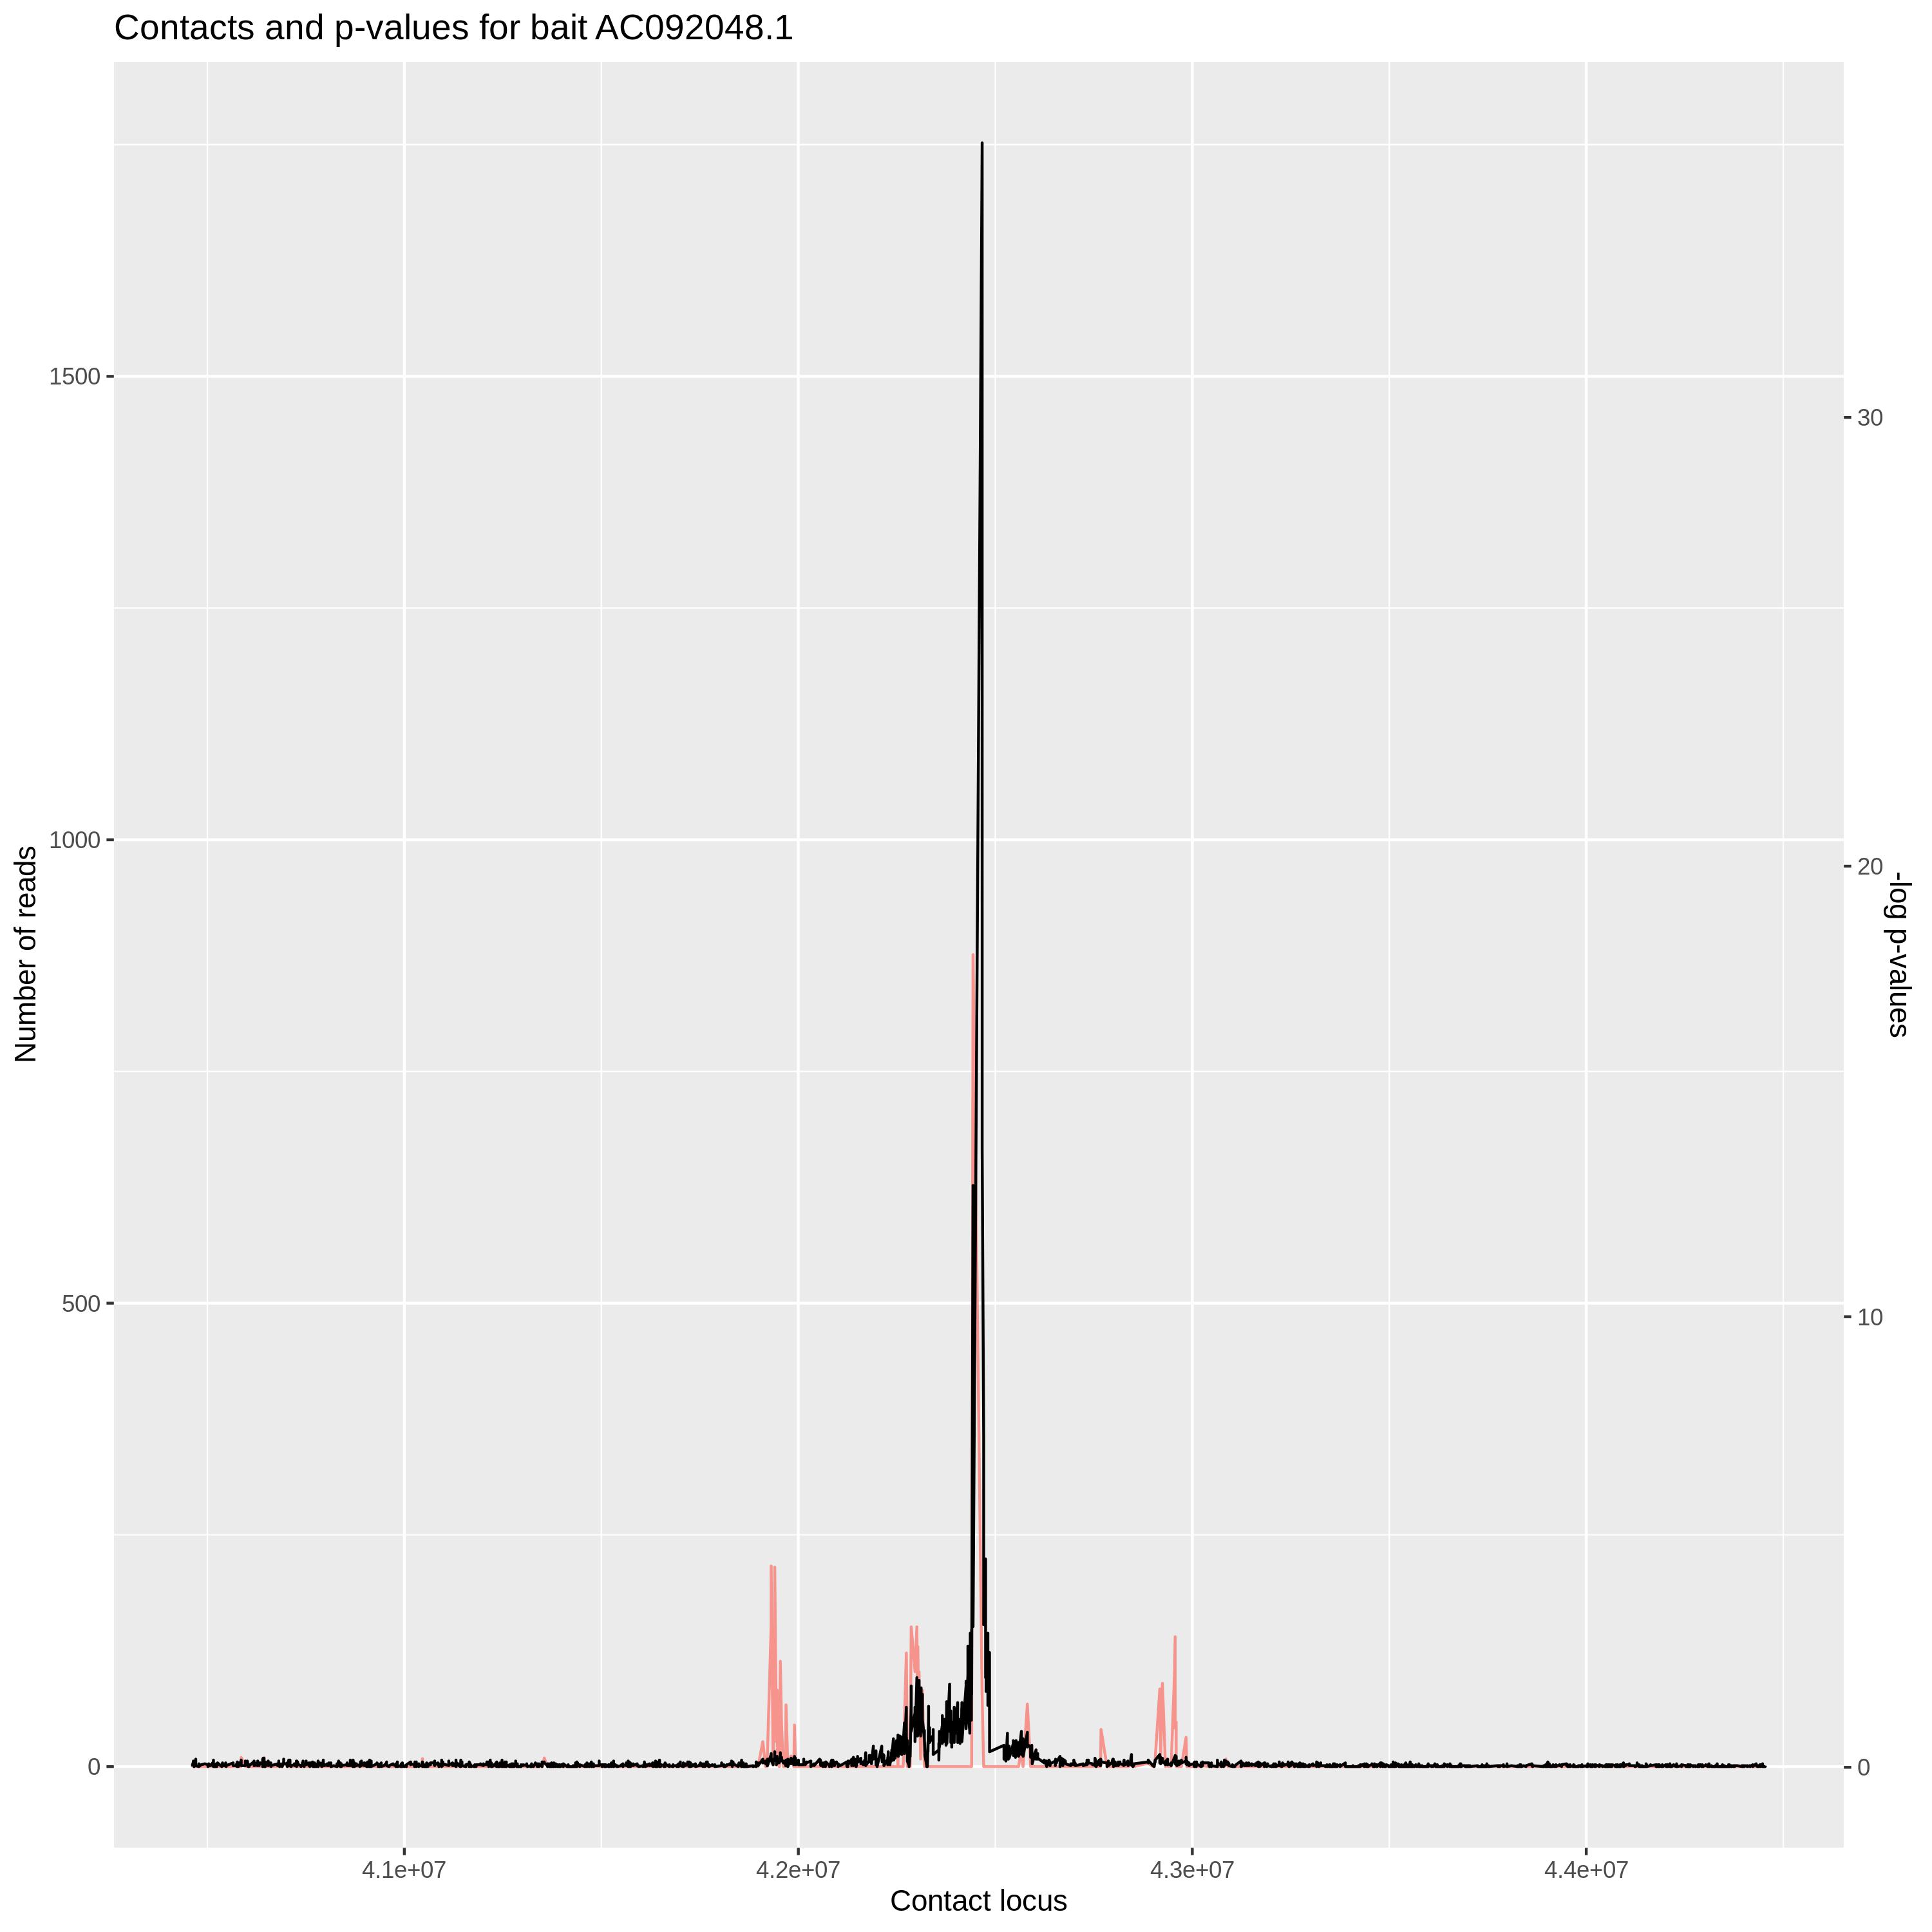 Contacts and p-values for bait AC092048.1
1500
1000
500
0
Number of reads
30
20
10
0
-log p-values
4.1e+07
4.2e+07
4.3e+07
4.4e+07
Contact locus